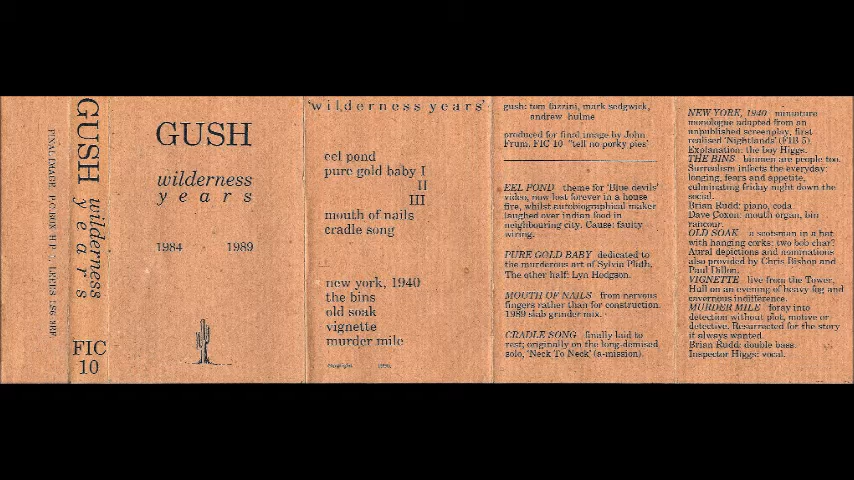 FINAL IMAGE
GUSH wilderness years
FIC
10
GUSH
wilderness
years
1984 1989
'wilderness years'
eel pond
pure gold baby I
II
III
mouth of nails
cradle song
new york, 1940
the bins
old soak
vignette
murder mile
gush: tom fazzini, mark sedgwick,
andrew hulme
produced for final image by John
Frum. FIC 10 "tell no porky pies"
EEL POND theme for 'Blue devils'
video, now lost forever in a house
fire, whilst autobiographical maker
laughed over indian food in
neighbouring city. Cause: faulty
wiring.
PURE GOLD BABY dedicated to
the murderous art of Sylvia Plath.
The other half: Lyn Hodgson.
MOUTH OF NAILS from nervous
fingers rather than for construction.
1989 slab grinder mix.
CRADLE SONG finally laid to
rest; originally on the long-demised
solo, 'Neck To Neck' (a-mission).
NEW YORK, 1940 miniature
monologue adapted from an
unpublished screenplay, first
realised 'Nightlands' (FIB 5)
Explanation: the boy Higgs.
THE BINS binmen are people too.
Surrealism infects the everyday:
longing, fears and appetite,
culminating friday night down the
social.
Brian Rudd: piano, coda.
Dave Coxon: mouth organ, bin
rancour.
OLD SOAK a scotsman in a hat
with hanging corks: two bob char?
Aural depictions and nominations
also provided by Chris Bishop and
Paul Dillon.
VIGNETTE live from the Tower,
Hull on an evening of heavy fog and
cavernous indifference.
MURDER MILE foray into
detection without plot, motive or
detective. Resurrected for the story
it always wanted.
Brian Rudd: double bass.
Inspector Higgs: vocal.